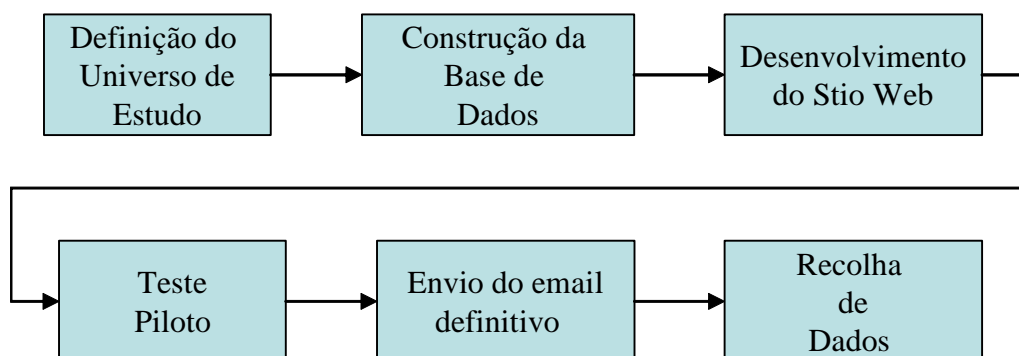 Definição do
Universo de
Estudo
Construção da
Base de
Dados
Desenvolvimento
do Stio Web
Teste
Piloto
Envio do email
definitivo
Recolha
de
Dados